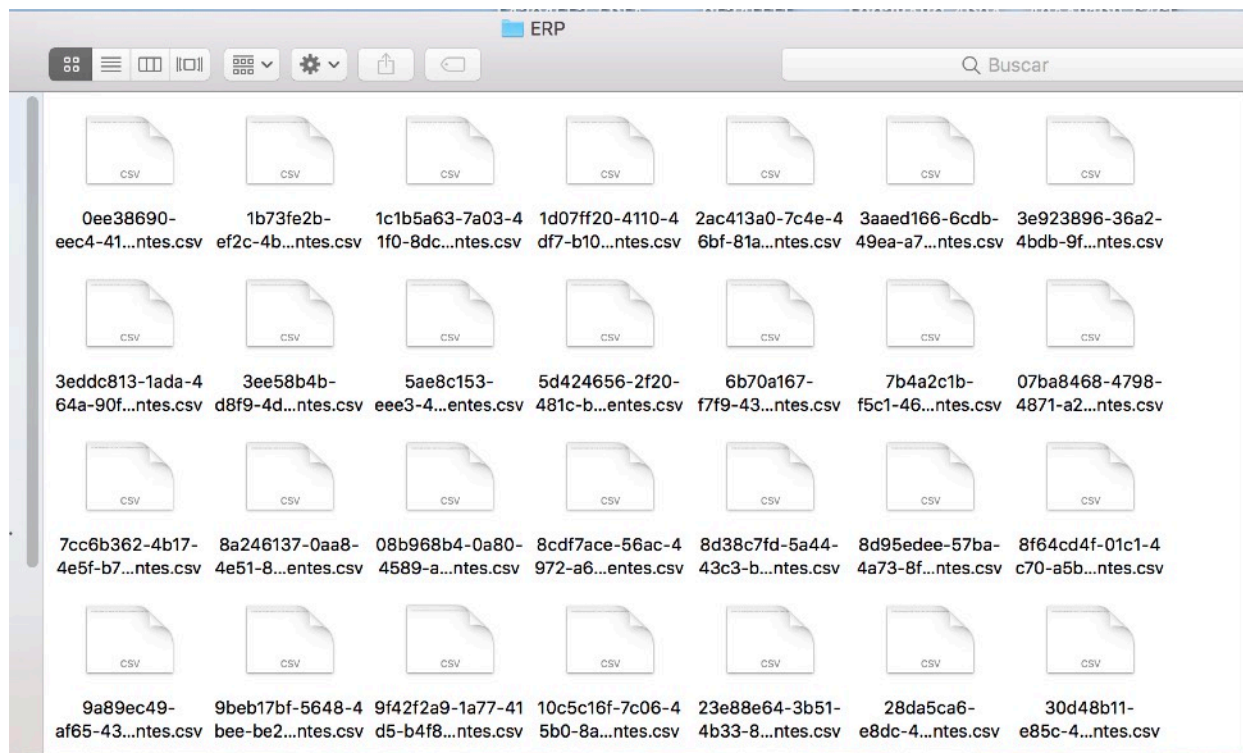 ERP
Buscar
CSV CSV CSV CSV CSV CSV CSV
0ee38690- 1b73fe2b- 1c1b5a63-7a03-4 1d07ff20-4110-4 2ac413a0-7c4e-4 3aaed166-6cdb- 3e923896-36a2-
eec4-41...ntes.csv ef2c-4b...ntes.csv 1f0-8dc...ntes.csv df7-b10...ntes.csv 6bf-81a...ntes.csv 49ea-a7...ntes.csv 4bdb-9f...ntes.csv
CSV CSV CSV CSV CSV CSV CSV
3eddc813-1ada-4 3ee58b4b- 5ae8c153- 5d424656-2f20- 6b70a167- 7b4a2c1b- 07ba8468-4798-
64a-90f...ntes.csv d8f9-4d...ntes.csv eee3-4...entes.csv 481c-b...entes.csv f7f9-43...ntes.csv f5c1-46...ntes.csv 4871-a2...ntes.csv
CSV CSV CSV CSV CSV CSV CSV
7cc6b362-4b17- 8a246137-0aa8- 08b968b4-0a80- 8cdf7ace-56ac-4 8d38c7fd-5a44- 8d95edee-57ba- 8f64cd4f-01c1-4
4e5f-b7...ntes.csv 4e51-8...entes.csv 4589-a...ntes.csv 972-a6...entes.csv 43c3-b...ntes.csv 4a73-8f...ntes.csv c70-a5b...ntes.csv
CSV CSV CSV CSV CSV CSV CSV
9a89ec49- 9beb17bf-5648-4 9f42f2a9-1a77-41 10c5c16f-7c06-4 23e88e64-3b51- 28da5ca6- 30d48b11-
af65-43...ntes.csv bee-be2...ntes.csv d5-b4f8...ntes.csv 5b0-8a...ntes.csv 4b33-8...ntes.csv e8dc-4...ntes.csv e85c-4...ntes.csv